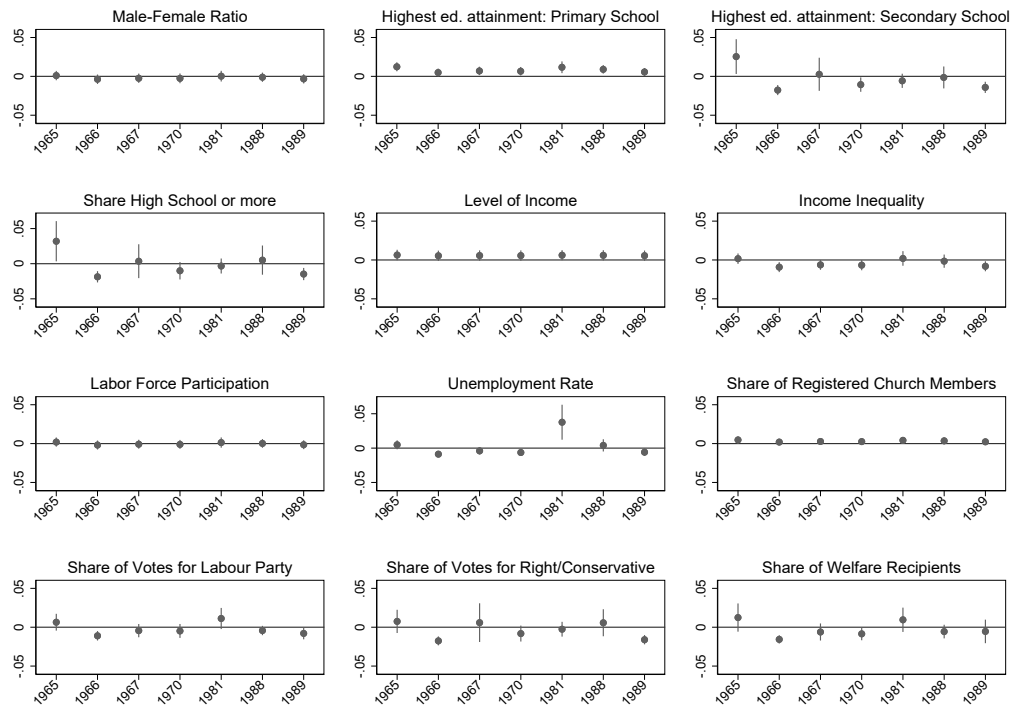 Male-Female Ratio
.05
0
-.05
1965 1966 1967 1970 1981 1988 1989
Highest ed. attainment: Primary School
.05
0
-.05
1965 1966 1967 1970 1981 1988 1989
Highest ed. attainment: Secondary School
.05
0
-.05
1965 1966 1967 1970 1981 1988 1989
Share High School or more
.05
0
-.05
1965 1966 1967 1970 1981 1988 1989
Level of Income
.05
0
-.05
1965 1966 1967 1970 1981 1988 1989
Income Inequality
.05
0
-.05
1965 1966 1967 1970 1981 1988 1989
Labor Force Participation
.05
0
-.05
1965 1966 1967 1970 1981 1988 1989
Unemployment Rate
.05
0
-.05
1965 1966 1967 1970 1981 1988 1989
Share of Registered Church Members
.05
0
-.05
1965 1966 1967 1970 1981 1988 1989
Share of Votes for Labour Party
.05
0
-.05
1965 1966 1967 1970 1981 1988 1989
Share of Votes for Right/Conservative
.05
0
-.05
1965 1966 1967 1970 1981 1988 1989
Share of Welfare Recipients
.05
0
-.05
1965 1966 1967 1970 1981 1988 1989